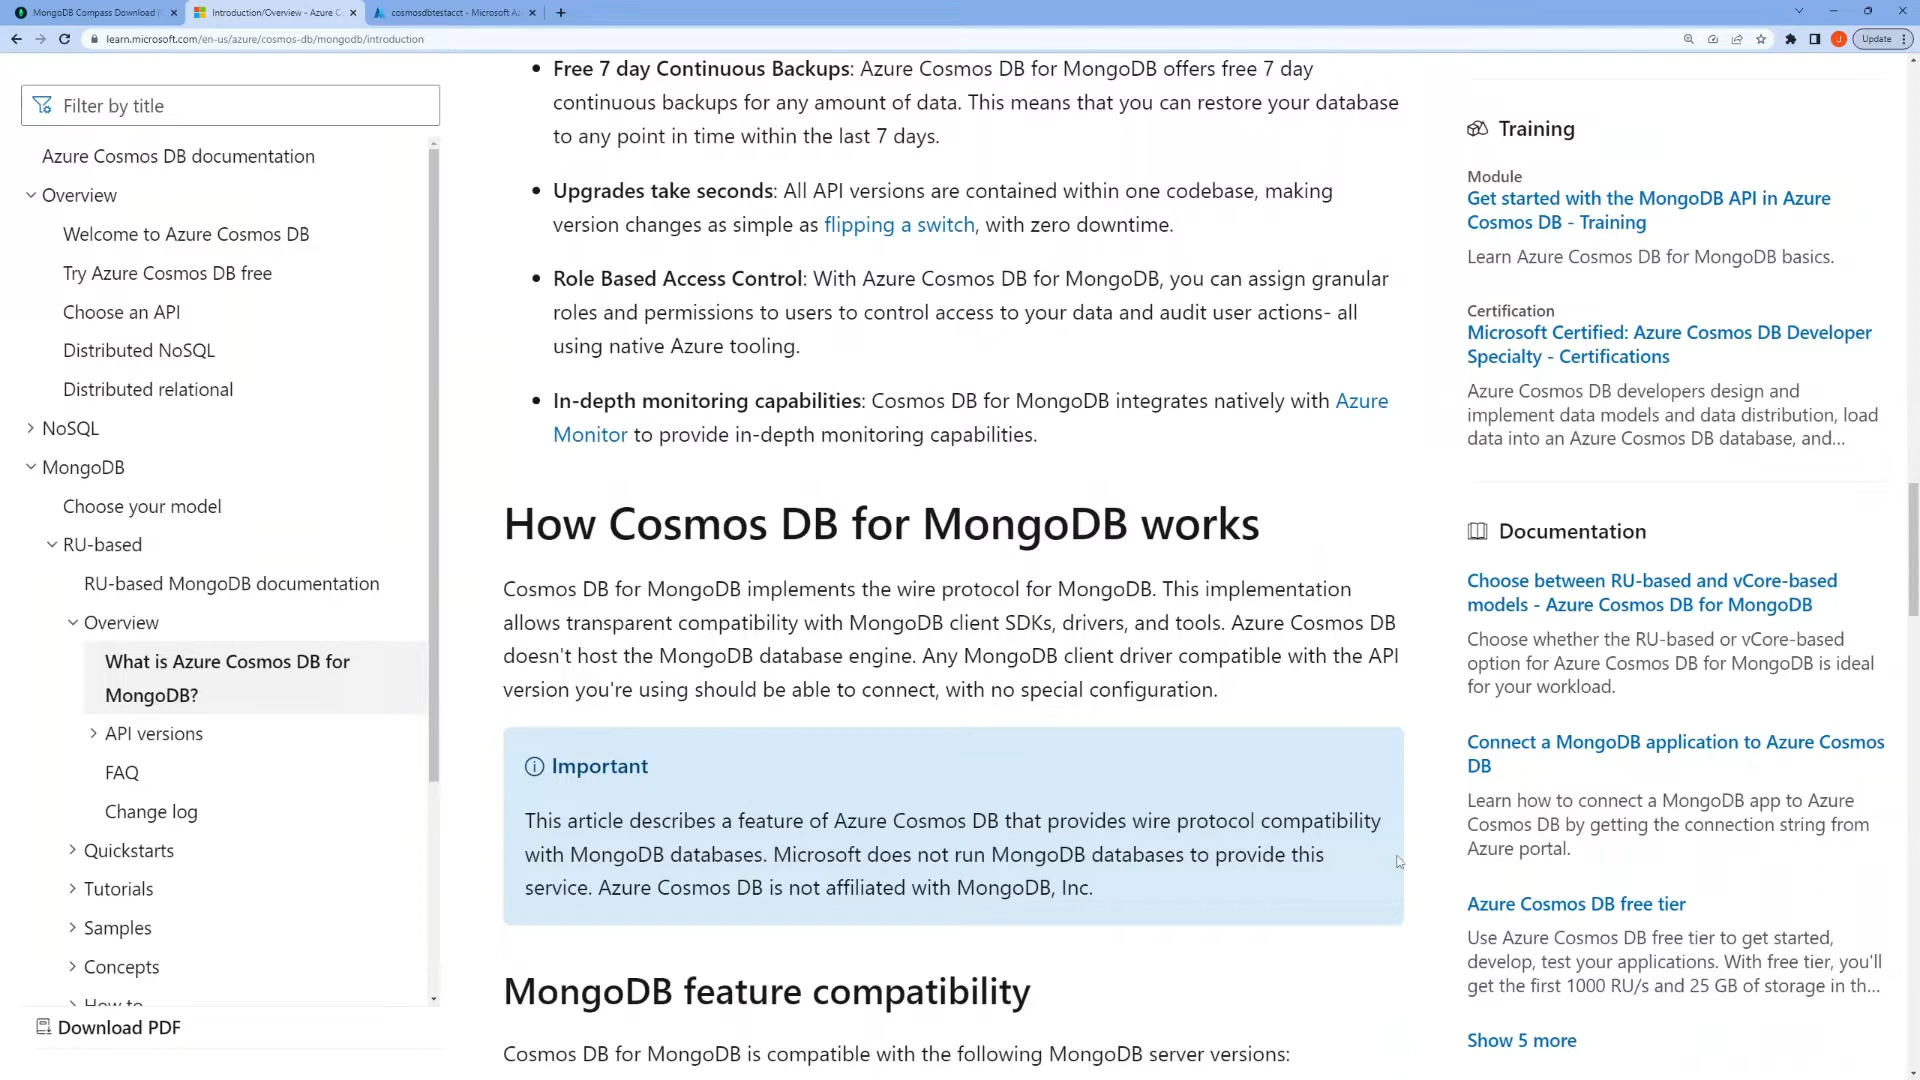 MongoDB Compass Download (
Introduction/Overview - Azure C
cosmosdbtestacct - Microsoft A
learn.microsoft.com/en-us/azure/cosmos-db/mongodb/introduction
Update
Filter by title
Azure Cosmos DB documentation
Overview
Welcome to Azure Cosmos DB
Try Azure Cosmos DB free
Choose an API
Distributed NoSQL
Distributed relational
NoSQL
MongoDB
Choose your model
RU-based
RU-based MongoDB documentation
Overview
What is Azure Cosmos DB for
MongoDB?
API versions
FAQ
Change log
Quickstarts
Tutorials
Samples
Concepts
How to
Download PDF
Free 7 day Continuous Backups: Azure Cosmos DB for MongoDB offers free 7 day
continuous backups for any amount of data. This means that you can restore your database
to any point in time within the last 7 days.
Upgrades take seconds: All API versions are contained within one codebase, making
version changes as simple as flipping a switch, with zero downtime.
Role Based Access Control: With Azure Cosmos DB for MongoDB, you can assign granular
roles and permissions to users to control access to your data and audit user actions- all
using native Azure tooling.
In-depth monitoring capabilities: Cosmos DB for MongoDB integrates natively with Azure
Monitor to provide in-depth monitoring capabilities.
How Cosmos DB for MongoDB works
Cosmos DB for MongoDB implements the wire protocol for MongoDB. This implementation
allows transparent compatibility with MongoDB client SDKs, drivers, and tools. Azure Cosmos DB
doesn't host the MongoDB database engine. Any MongoDB client driver compatible with the API
version you're using should be able to connect, with no special configuration.
Important
This article describes a feature of Azure Cosmos DB that provides wire protocol compatibility
with MongoDB databases. Microsoft does not run MongoDB databases to provide this
service. Azure Cosmos DB is not affiliated with MongoDB, Inc.
MongoDB feature compatibility
Cosmos DB for MongoDB is compatible with the following MongoDB server versions:
Training
Module
Get started with the MongoDB API in Azure
Cosmos DB - Training
Learn Azure Cosmos DB for MongoDB basics.
Certification
Microsoft Certified: Azure Cosmos DB Developer
Specialty - Certifications
Azure Cosmos DB developers design and
implement data models and data distribution, load
data into an Azure Cosmos DB database, and...
Documentation
Choose between RU-based and vCore-based
models - Azure Cosmos DB for MongoDB
Choose whether the RU-based or vCore-based
option for Azure Cosmos DB for MongoDB is ideal
for your workload.
Connect a MongoDB application to Azure Cosmos
DB
Learn how to connect a MongoDB app to Azure
Cosmos DB by getting the connection string from
Azure portal.
Azure Cosmos DB free tier
Use Azure Cosmos DB free tier to get started,
develop, test your applications. With free tier, you'll
get the first 1000 RU/s and 25 GB of storage in th...
Show 5 more